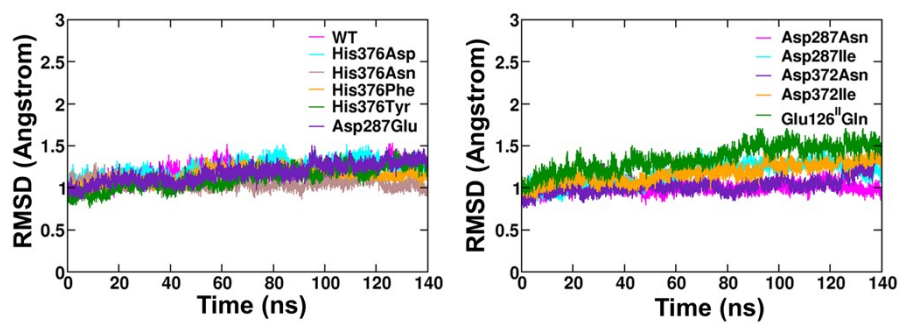 RMSD (Angstrom)
3
2.5
2
1.5
1
0.5
0
WT
His376Asp
His376Asn
His376Phe
His376Tyr
Asp287Glu
0 20 40 60 80 100 120 140
Time (ns)
RMSD (Angstrom)
3
2.5
2
1.5
1
0.5
0
Asp287Asn
Asp287Ile
Asp372Asn
Asp372Ile
Glu126ᴵᴵGln
0 20 40 60 80 100 120 140
Time (ns)